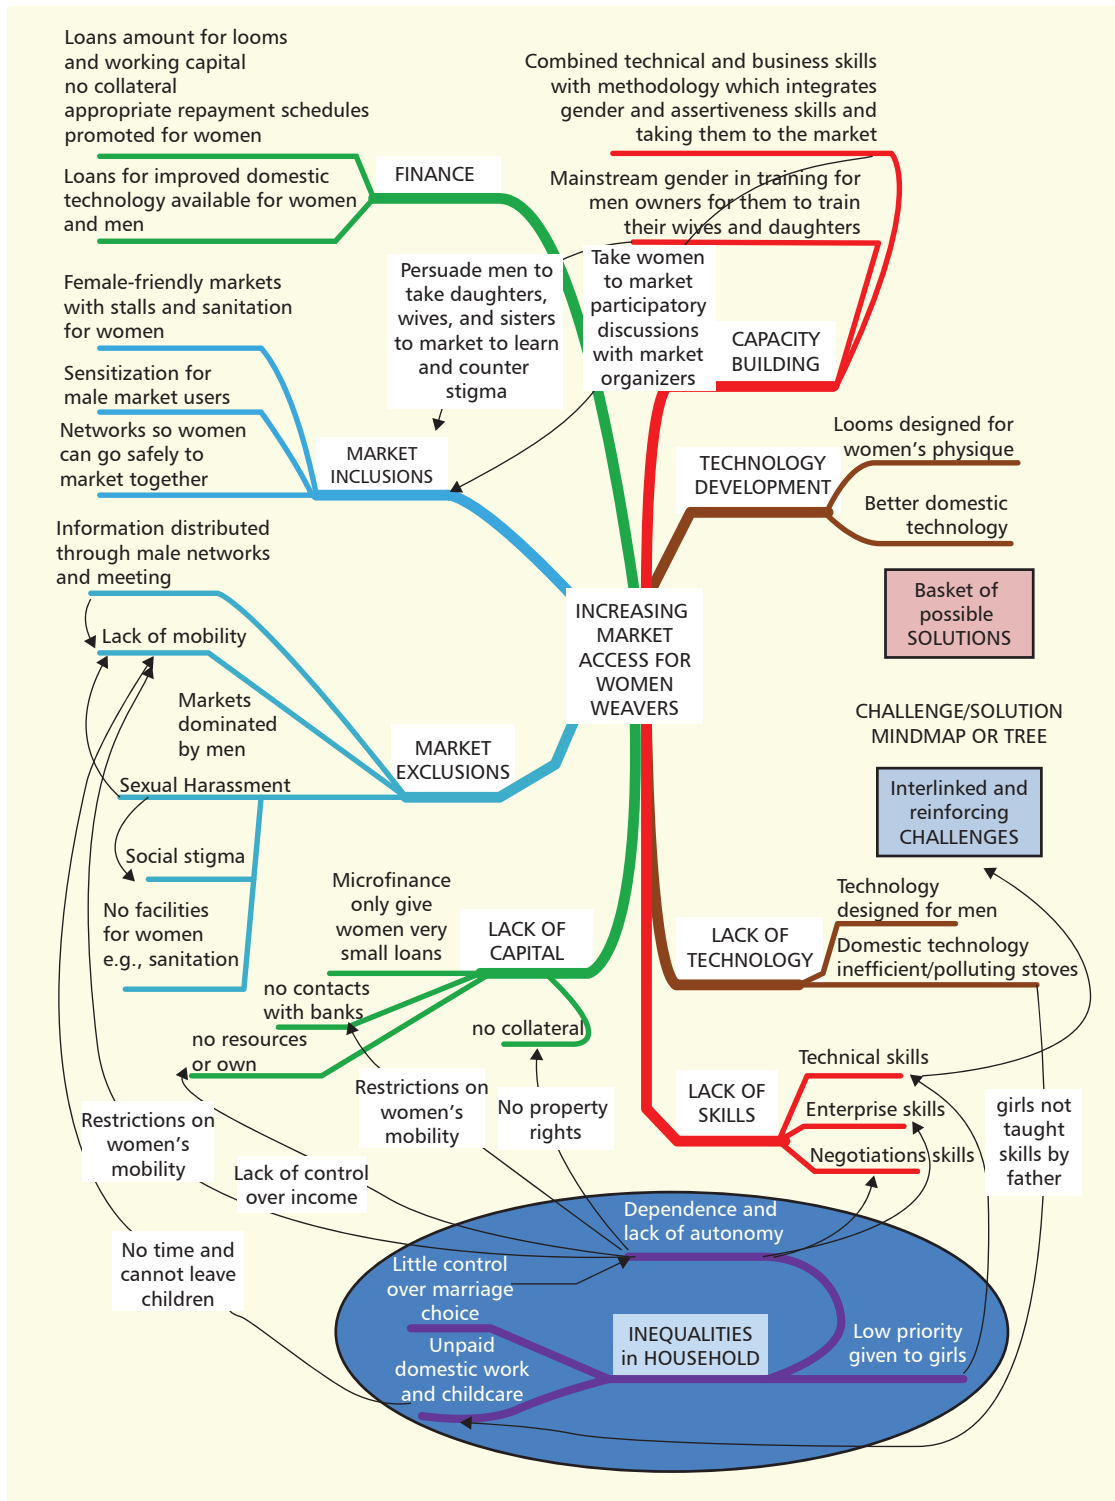 Loans amount for looms
and working capital
no collateral
appropriate repayment schedules
promoted for women
Combined technical and business skills
with methodology which integrates
gender and assertiveness skills and
taking them to the market
FINANCE
Loans for improved domestic
technology available for women
and men
Mainstream gender in training for
men owners for them to train
their wives and daughters
Persuade men to
take daughters,
wives, and sisters
to market to learn
and counter
stigma
Take women
to market
participatory
discussions
with market
organizers
CAPACITY
BUILDING
Female-friendly markets
with stalls and sanitation
for women
Sensitization for
male market users
Networks so women
can go safely to
market together
MARKET
INCLUSIONS
TECHNOLOGY
DEVELOPMENT
Looms designed for
women's physique
Better domestic
technology
Information distributed
through male networks
and meeting
Lack of mobility
Markets
dominated
by men
INCREASING
MARKET
ACCESS FOR
WOMEN
WEAVERS
Basket of
possible
SOLUTIONS
CHALLENGE/SOLUTION
MINDMAP OR TREE
Interlinked and
reinforcing
CHALLENGES
MARKET
EXCLUSIONS
Sexual Harassment
Social stigma
No facilities
for women
e.g., sanitation
Microfinance
only give
women very
small loans
LACK OF
CAPITAL
no contacts
with banks
no resources
or own
no collateral
LACK OF
TECHNOLOGY
Technology
designed for men
Domestic technology
inefficient/polluting stoves
Restrictions on
women's
mobility
Restrictions on
women's
mobility
No property
rights
LACK OF
SKILLS
Technical skills
Enterprise skills
Negotiations skills
girls not
taught
skills by
father
Lack of control
over income
No time and
cannot leave
children
Dependence and
lack of autonomy
Little control
over marriage
choice
Unpaid
domestic work
and childcare
INEQUALITIES
in HOUSEHOLD
Low priority
given to girls